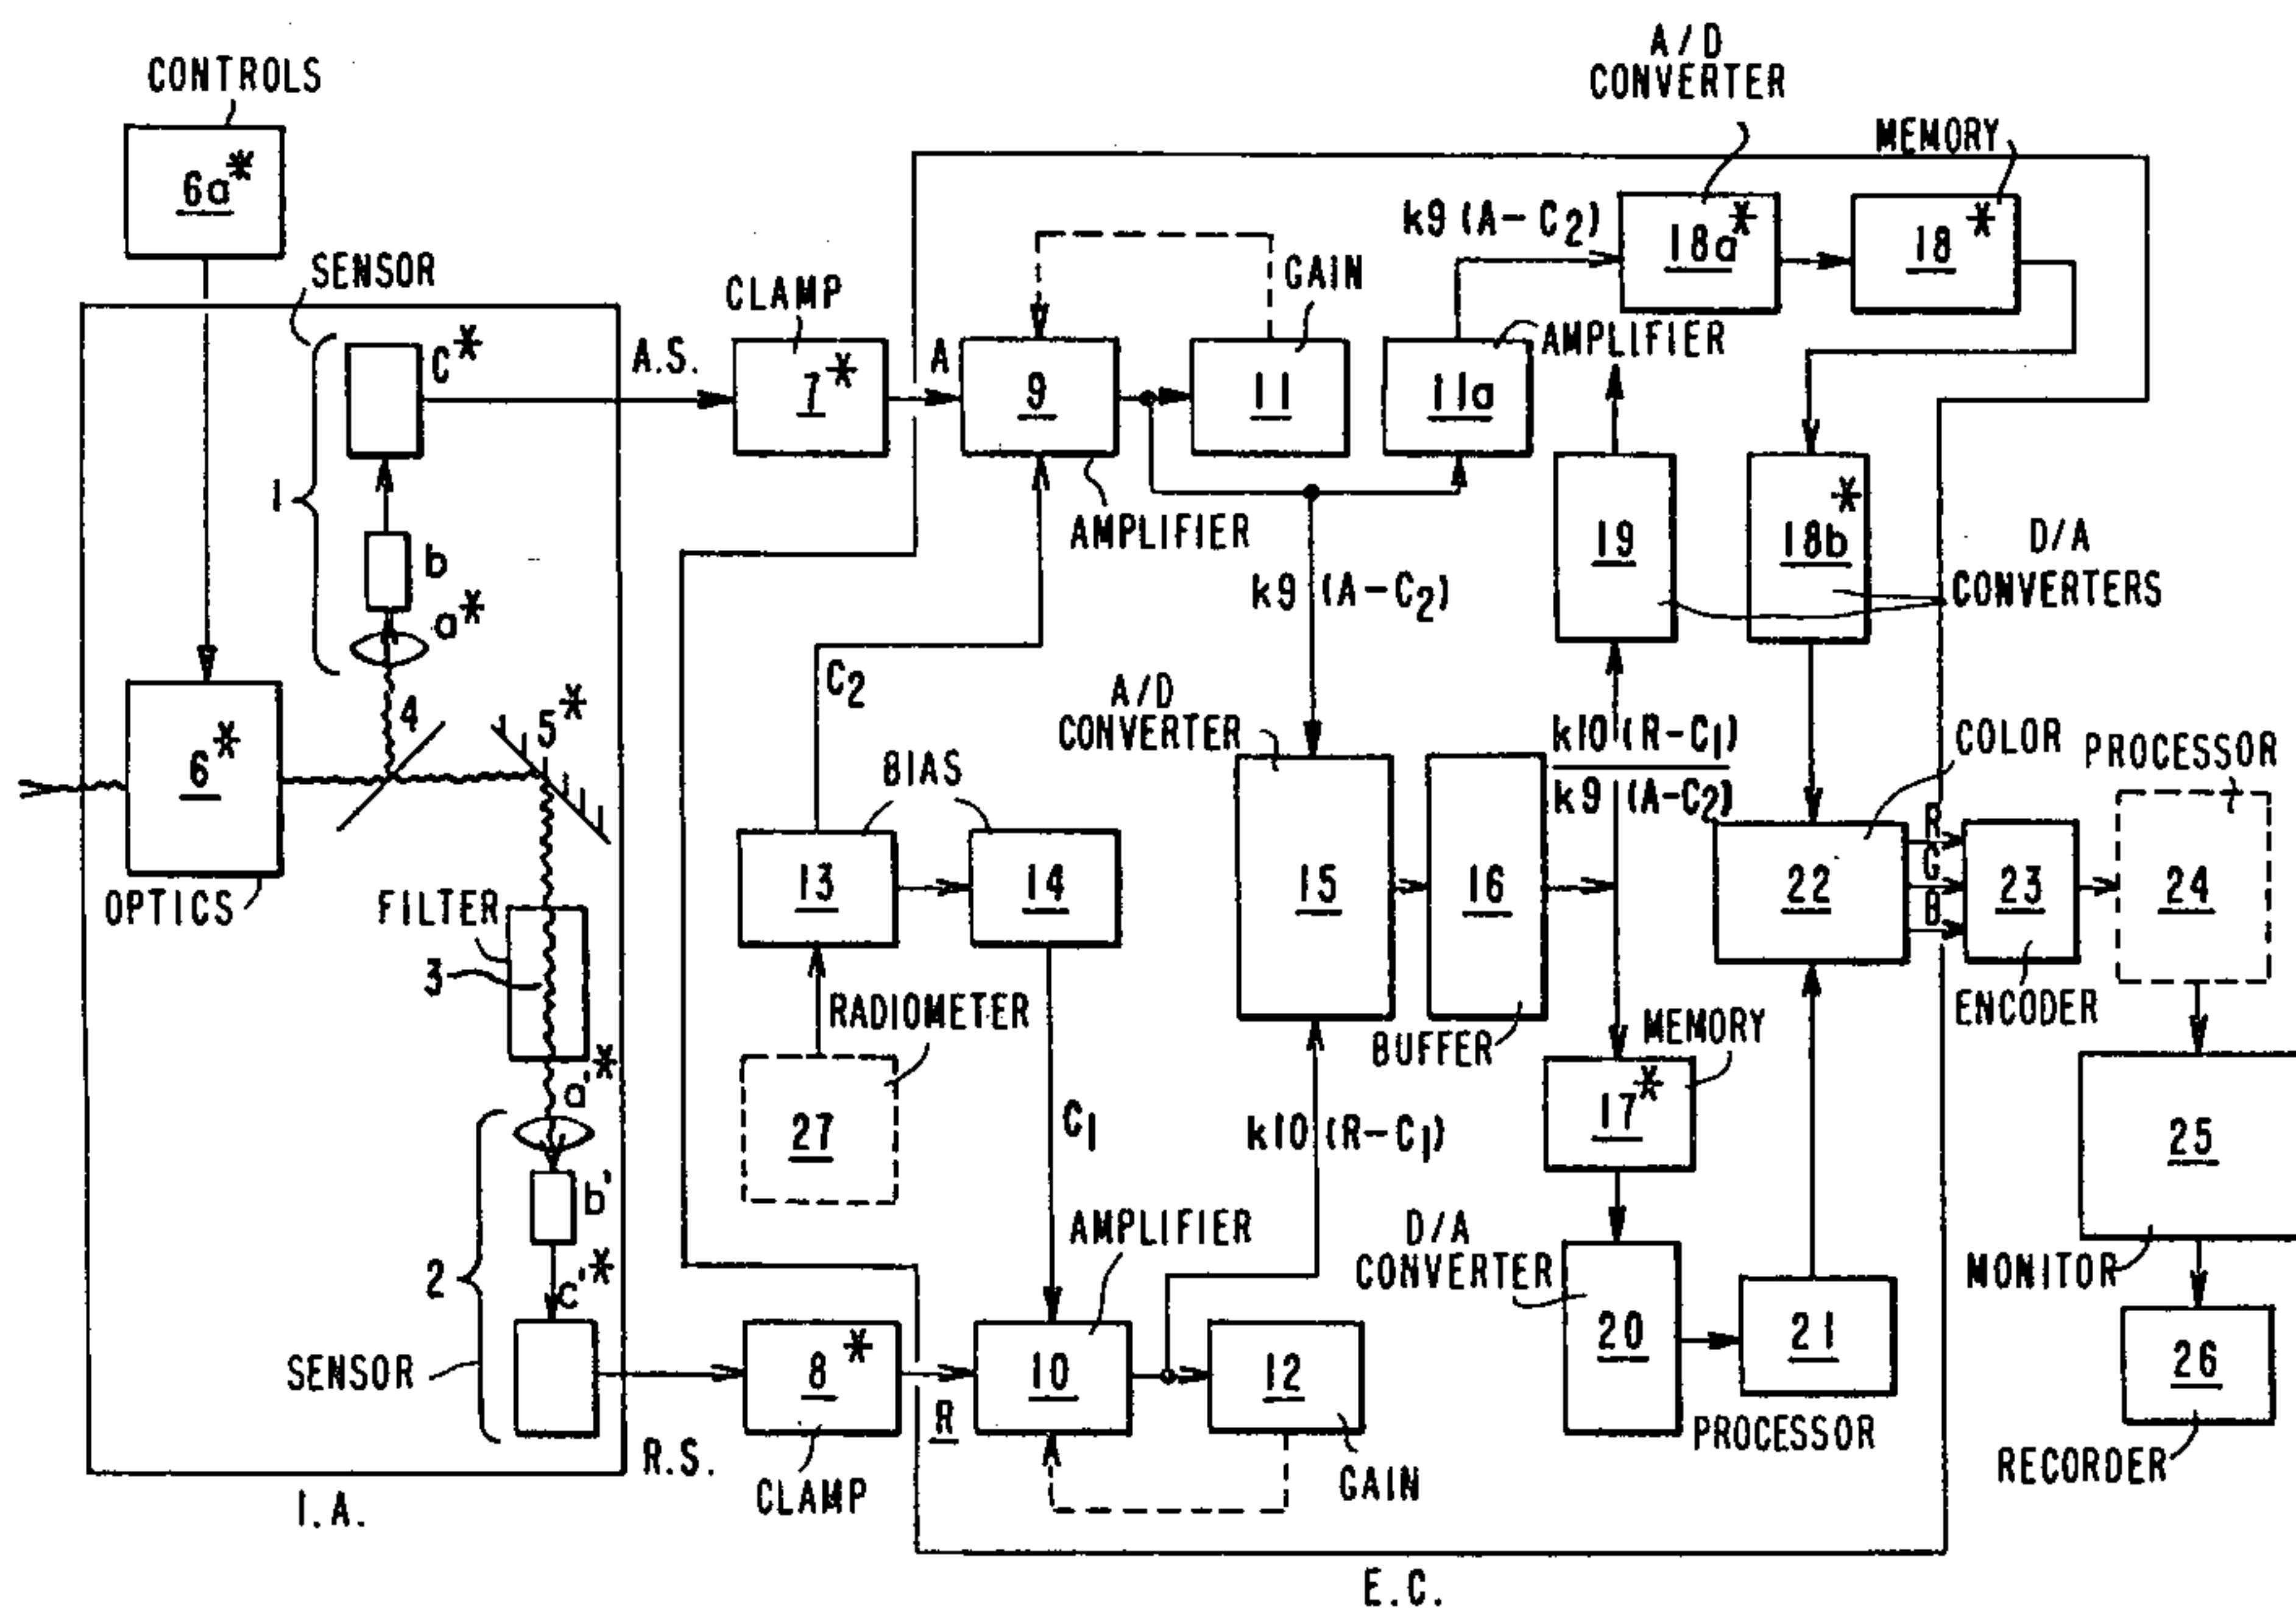 A/D
CONVERTER
CONTROLS
MEMORY
6a*
k9 (A-C2)
18a*
18*
SENSOR
GAIN
CLAMP
C*
A.S.
7*
A
9
11
11a
AMPLIFIER
1
b
AMPLIFIER
19
18b*
D/A
CONVERTERS
a*
k9 (A-C2)
C2
4
5*
A/D
CONVERTER
6*
BIAS
k10 (R-C1)
k9 (A-C2)
COLOR
PROCESSOR
OPTICS
FILTER
13
14
15
16
22
R
G
B
23
24
3
RADIOMETER
BUFFER
MEMORY
ENCODER
a'*
27
C1
k10 (R-C1)
17*
25
b'
AMPLIFIER
D/A
CONVERTER
MONITOR
2
c'*
20
21
SENSOR
8*
R
10
12
26
R.S.
CLAMP
GAIN
PROCESSOR
RECORDER
I.A.
E.C.